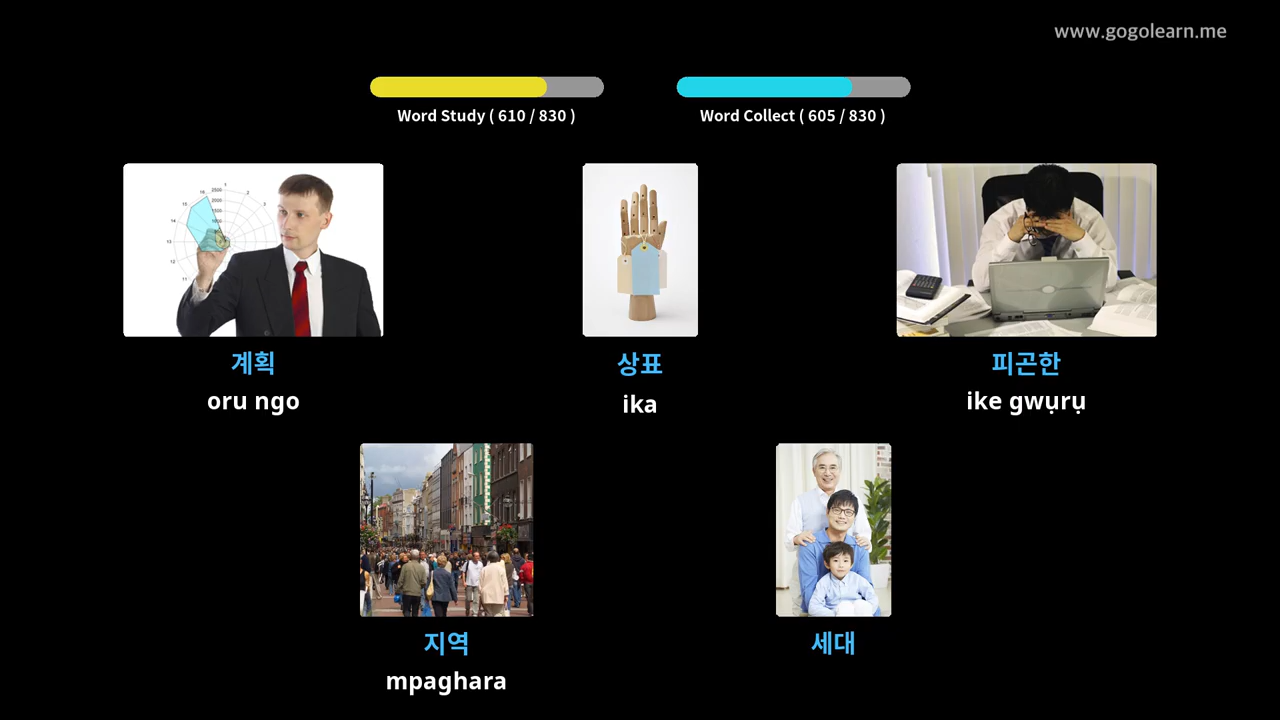 www.gogolearn.me
Word Study ( 610 / 830 )
Word Collect ( 605 / 830 )
계획
oru ngo
상표
ika
피곤한
ike gwụrụ
지역
mpaghara
세대